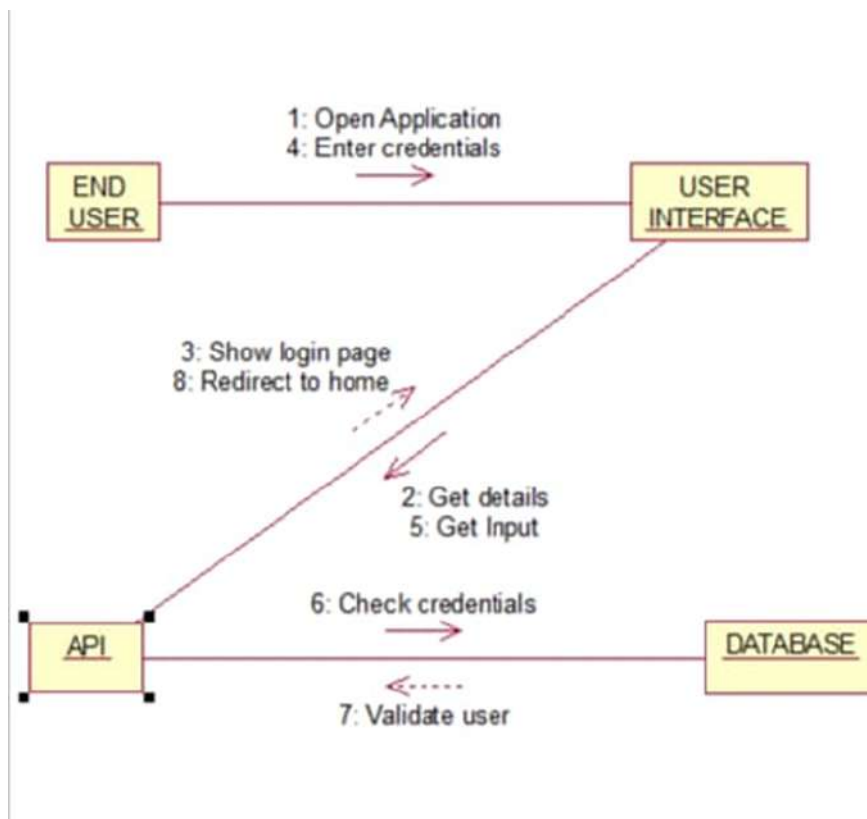 1: Open Application
4: Enter credentials
END
USER
USER
INTERFACE
3: Show login page
8: Redirect to home
2: Get details
5: Get Input
6: Check credentials
API
DATABASE
7: Validate user